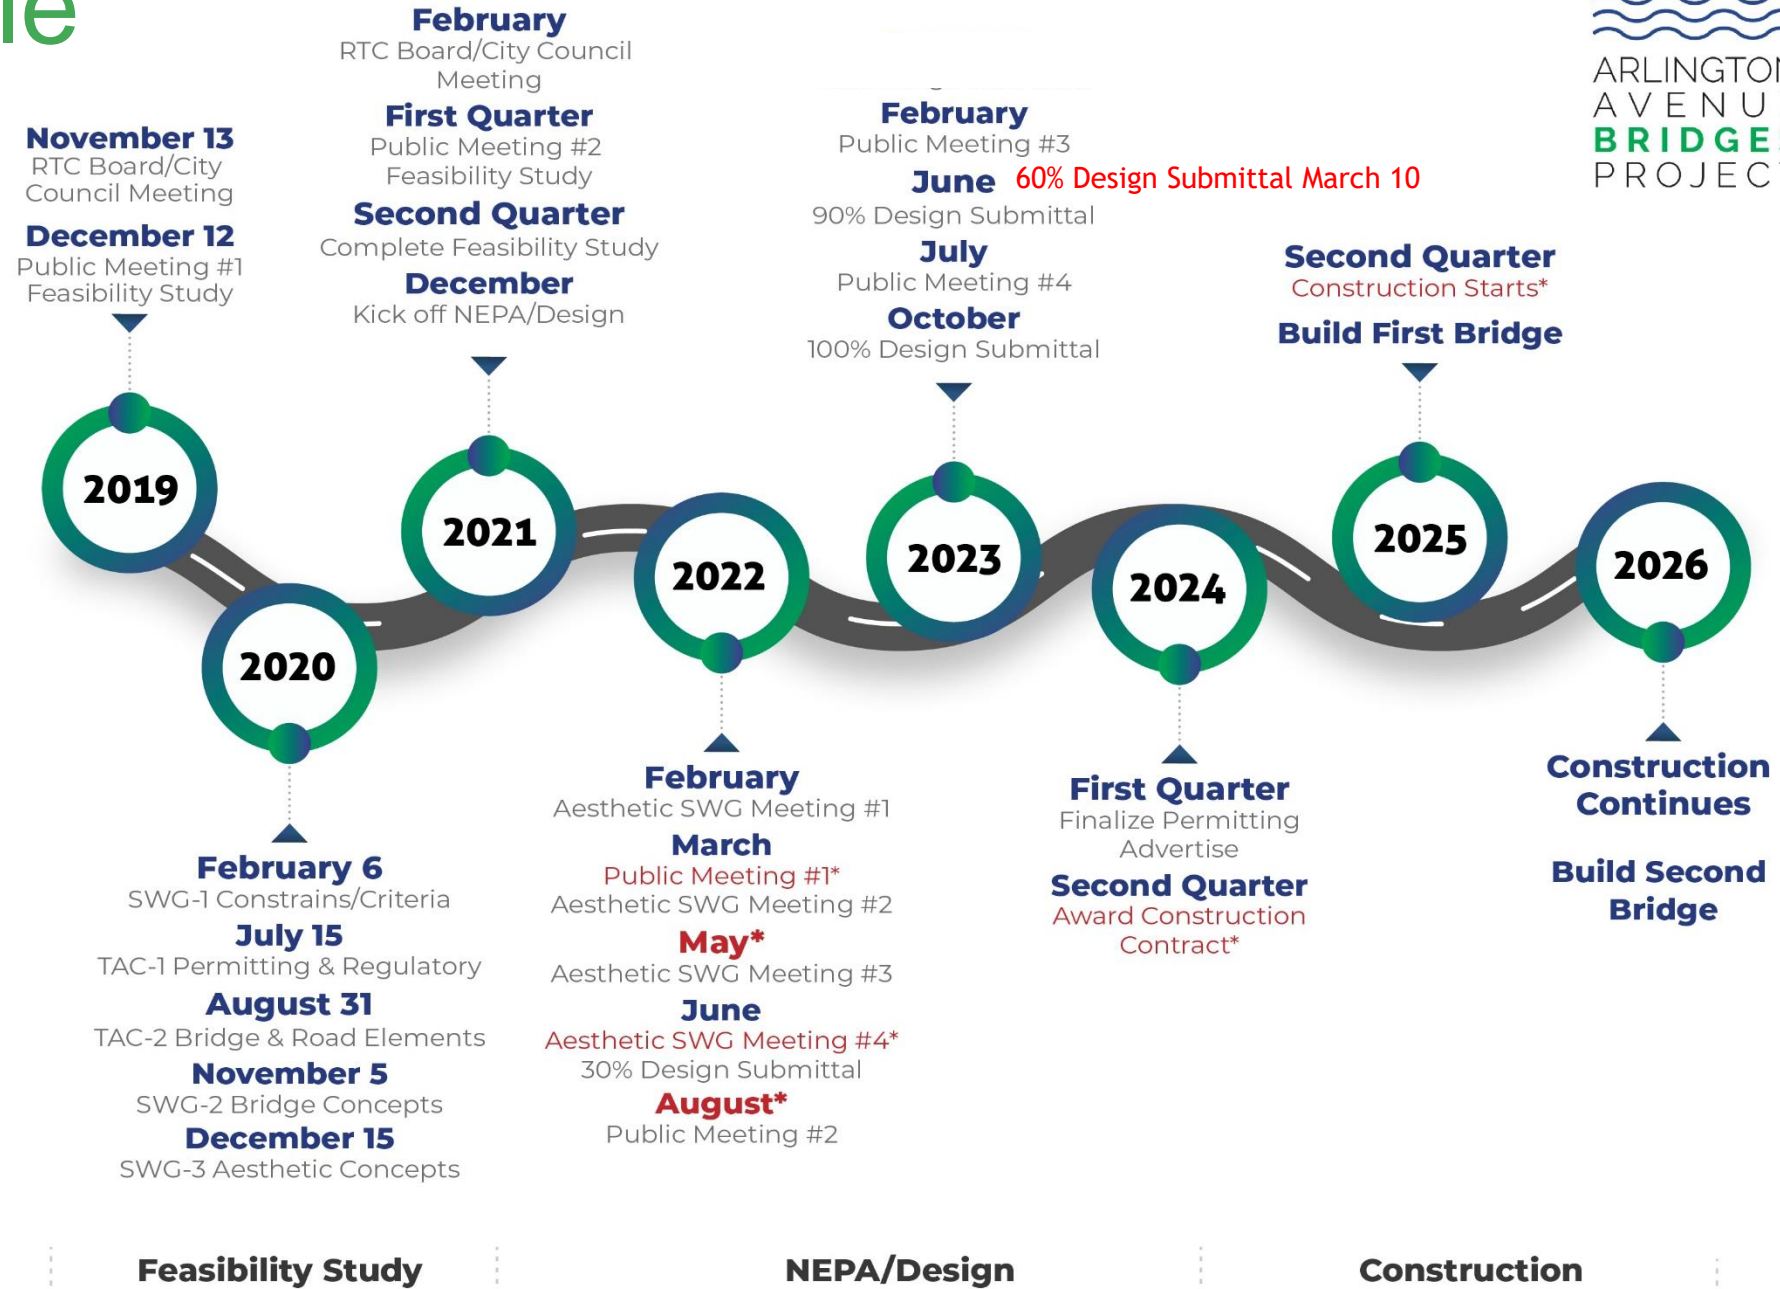 November 13
RTC Board/City
Council Meeting
December 12
Public Meeting #1
Feasibility Study
February
RTC Board/City Council
Meeting
First Quarter
Public Meeting #2
Feasibility Study
Second Quarter
Complete Feasibility Study
December
Kick off NEPA/Design
February
Public Meeting #3
June 60% Design Submittal March 10
90% Design Submittal
July
Public Meeting #4
October
100% Design Submittal
Second Quarter
Construction Starts*
Build First Bridge
ARLINGTON
AVENU
BRIDGE
PROJEC
2019
2020
2021
2022
2023
2024
2025
2026
February 6
SWG-1 Constrains/Criteria
July 15
TAC-1 Permitting & Regulatory
August 31
TAC-2 Bridge & Road Elements
November 5
SWG-2 Bridge Concepts
December 15
SWG-3 Aesthetic Concepts
February
Aesthetic SWG Meeting #1
March
Public Meeting #1*
Aesthetic SWG Meeting #2
May*
Aesthetic SWG Meeting #3
June
Aesthetic SWG Meeting #4*
30% Design Submittal
August*
Public Meeting #2
First Quarter
Finalize Permitting
Advertise
Second Quarter
Award Construction
Contract*
Construction
Continues
Build Second
Bridge
Feasibility Study
NEPA/Design
Construction